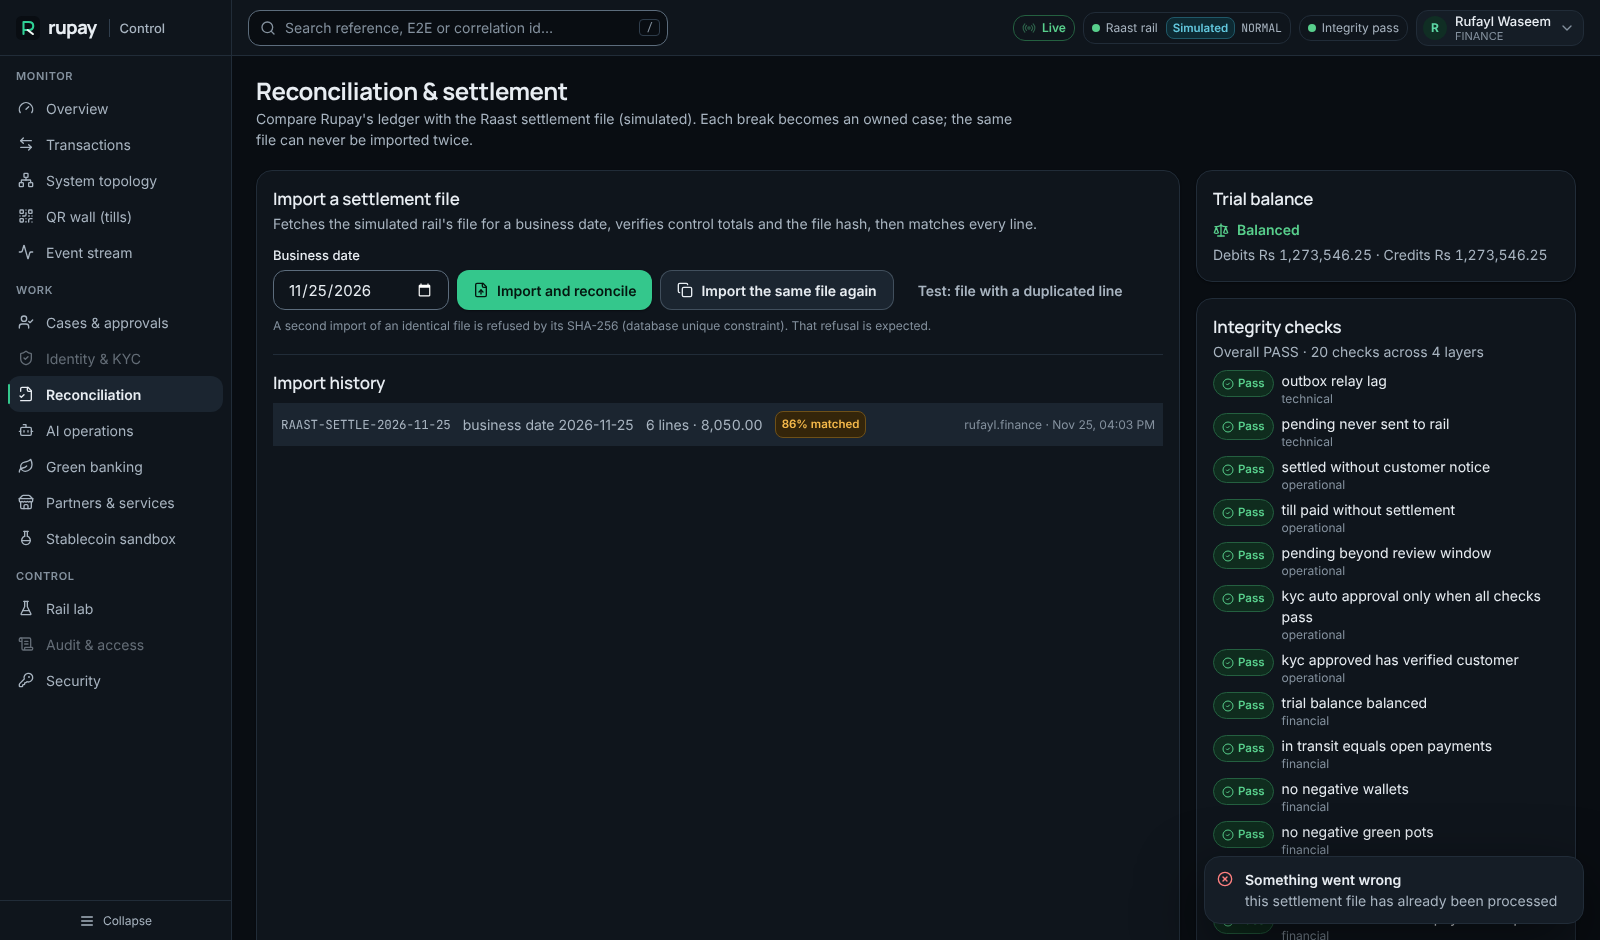 rupay Control
Search reference, E2E or correlation id... /
Live
Raast rail Simulated NORMAL
Integrity pass
R Rufayl Waseem
FINANCE
MONITOR
Overview
Transactions
System topology
QR wall (tills)
Event stream
WORK
Cases & approvals
Identity & KYC
Reconciliation
AI operations
Green banking
Partners & services
Stablecoin sandbox
CONTROL
Rail lab
Audit & access
Security
Collapse
Reconciliation & settlement
Compare Rupay's ledger with the Raast settlement file (simulated). Each break becomes an owned case; the same
file can never be imported twice.
Import a settlement file
Fetches the simulated rail's file for a business date, verifies control totals and the file hash, then matches every line.
Business date
11/25/2026 Import and reconcile Import the same file again Test: file with a duplicated line
A second import of an identical file is refused by its SHA-256 (database unique constraint). That refusal is expected.
Import history
RAAST-SETTLE-2026-11-25 business date 2026-11-25 6 lines · 8,050.00 86% matched rufayl.finance · Nov 25, 04:03 PM
Trial balance
Balanced
Debits Rs 1,273,546.25 · Credits Rs 1,273,546.25
Integrity checks
Overall PASS · 20 checks across 4 layers
Pass outbox relay lag
technical
Pass pending never sent to rail
technical
Pass settled without customer notice
operational
Pass till paid without settlement
operational
Pass pending beyond review window
operational
Pass kyc auto approval only when all checks
pass
operational
Pass kyc approved has verified customer
operational
Pass trial balance balanced
financial
Pass in transit equals open payments
financial
Pass no negative wallets
financial
Pass no negative green pots
financial
Something went wrong
this settlement file has already been processed
financial